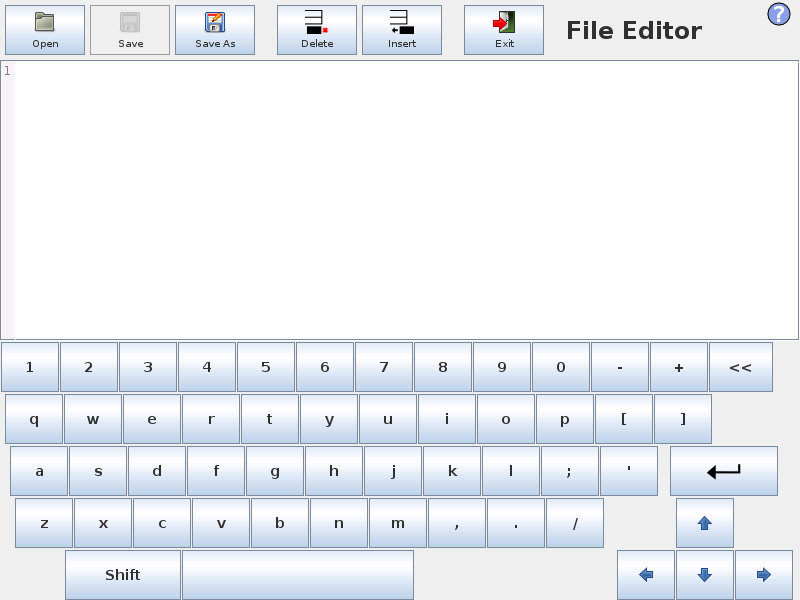 Open Save Save As Delete Insert Exit File Editor ?
1
1 2 3 4 5 6 7 8 9 0 - + <<
q w e r t y u i o p [ ]
a s d f g h j k l ; '
z x c v b n m , . /
Shift